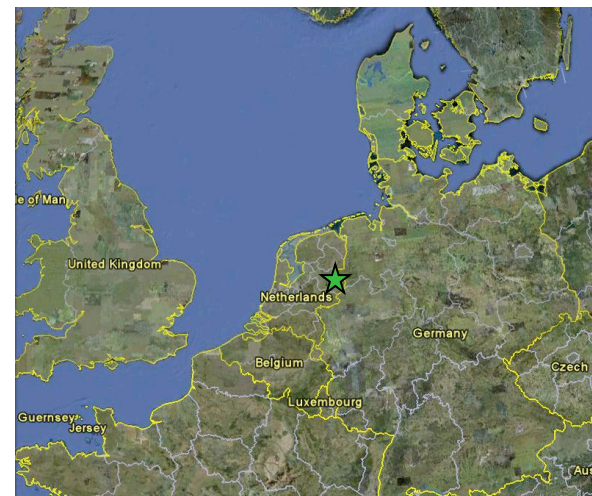 le of Man
United Kingdom
Netherlands
Germany
Belgium
Czech
Luxembourg
Guernsey
Jersey
Aus